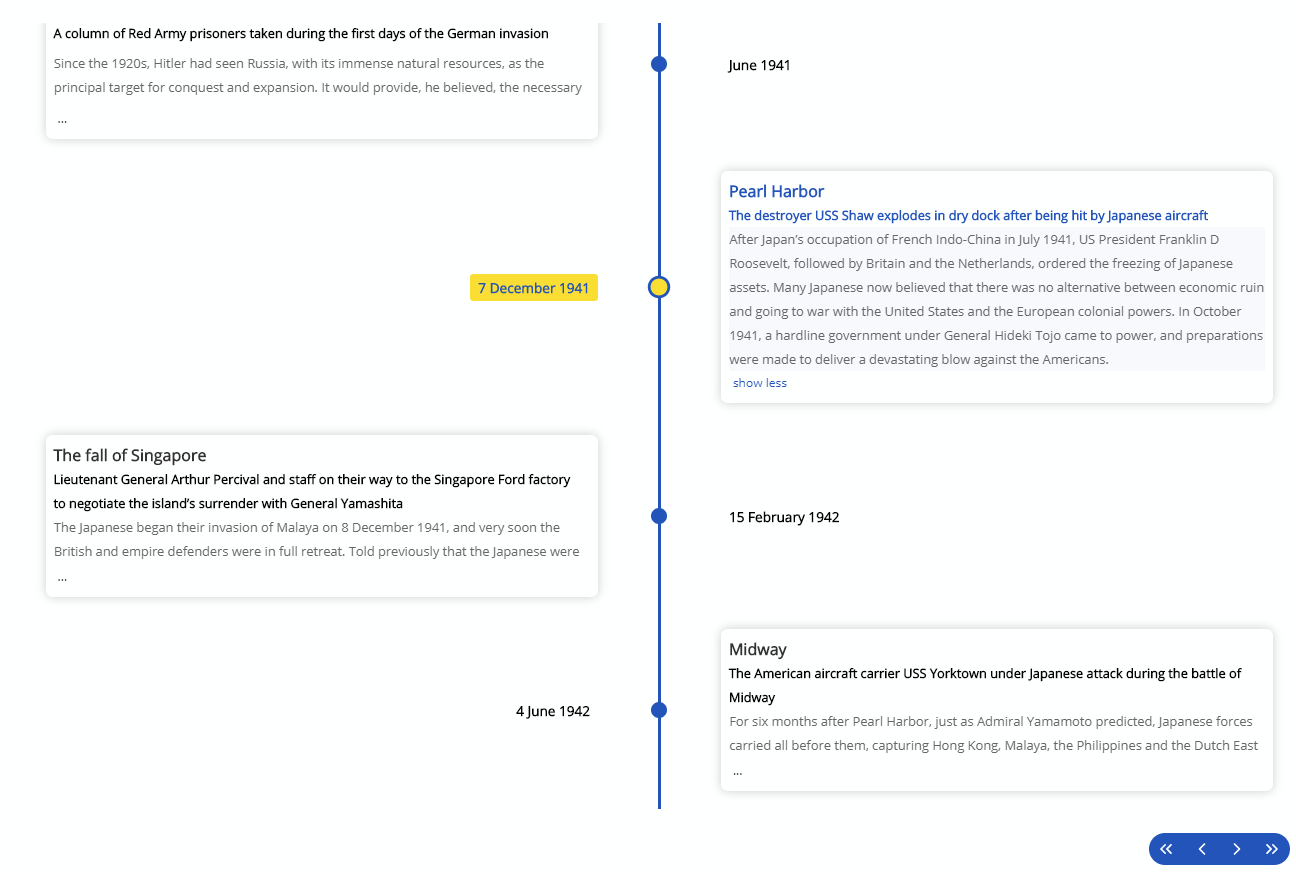 A column of Red Army prisoners taken during the first days of the German invasion
Since the 1920s, Hitler had seen Russia, with its immense natural resources, as the
principal target for conquest and expansion. It would provide, he believed, the necessary
...
June 1941
Pearl Harbor
The destroyer USS Shaw explodes in dry dock after being hit by Japanese aircraft
After Japan’s occupation of French Indo-China in July 1941, US President Franklin D
Roosevelt, followed by Britain and the Netherlands, ordered the freezing of Japanese
assets. Many Japanese now believed that there was no alternative between economic ruin
and going to war with the United States and the European colonial powers. In October
1941, a hardline government under General Hideki Tojo came to power, and preparations
were made to deliver a devastating blow against the Americans.
show less
7 December 1941
The fall of Singapore
Lieutenant General Arthur Percival and staff on their way to the Singapore Ford factory
to negotiate the island’s surrender with General Yamashita
The Japanese began their invasion of Malaya on 8 December 1941, and very soon the
British and empire defenders were in full retreat. Told previously that the Japanese were
...
15 February 1942
Midway
The American aircraft carrier USS Yorktown under Japanese attack during the battle of
Midway
For six months after Pearl Harbor, just as Admiral Yamamoto predicted, Japanese forces
carried all before them, capturing Hong Kong, Malaya, the Philippines and the Dutch East
...
4 June 1942